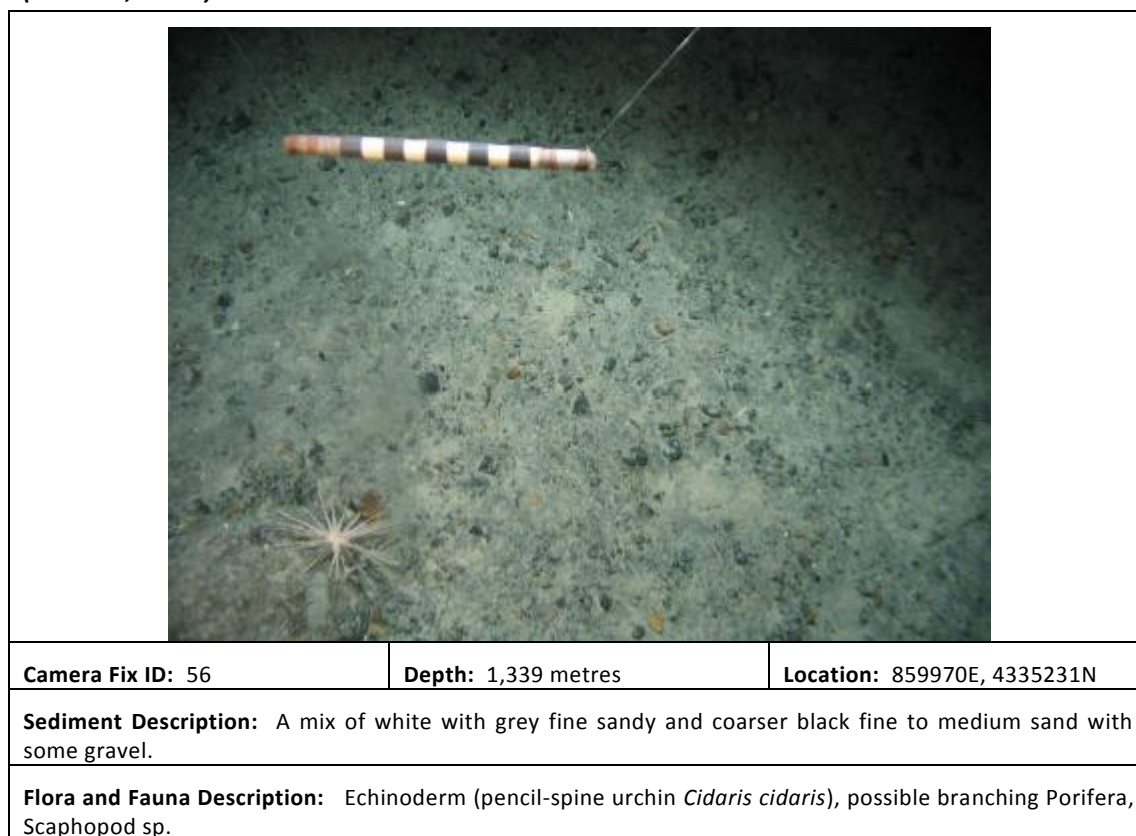 Camera Fix ID: 56
Depth: 1,339 metres
Location: 859970E, 4335231N
Sediment Description: A mix of white with grey fine sandy and coarser black fine to medium sand with
some gravel.
Flora and Fauna Description: Echinoderm (pencil-spine urchin Cidaris cidaris), possible branching Porifera,
Scaphopod sp.